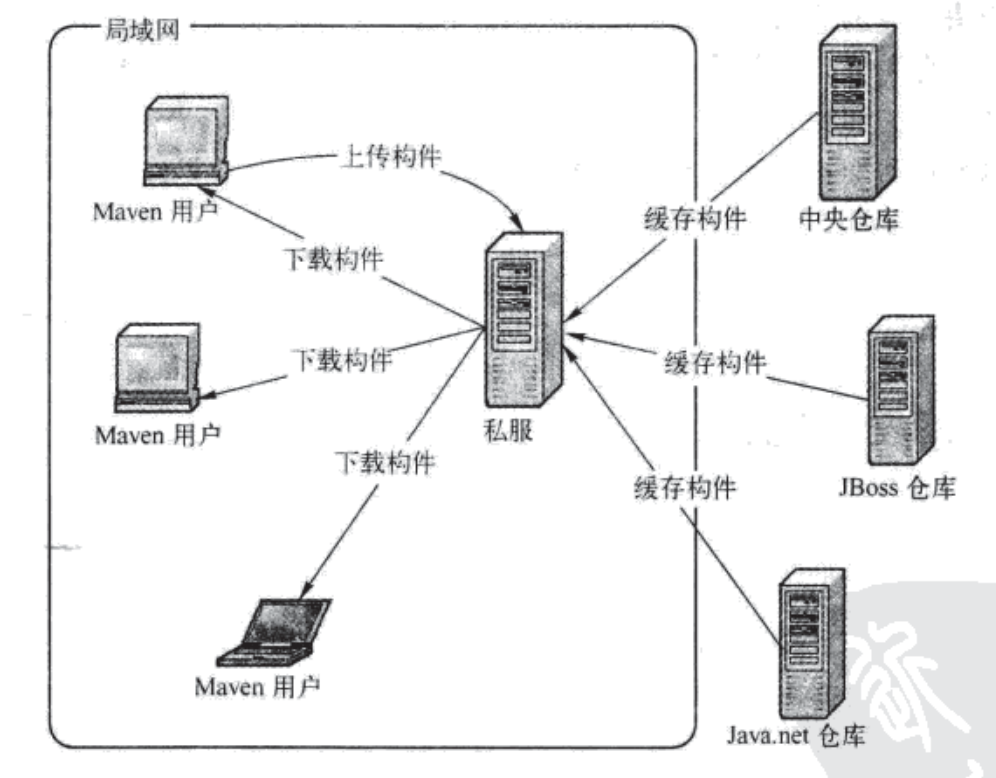 局域网
上传构件
Maven 用户
下载构件
缓存构件
中央仓库
下载构件
缓存构件
Maven 用户
私服
下载构件
缓存构件
JBoss 仓库
Maven 用户
Java.net 仓库